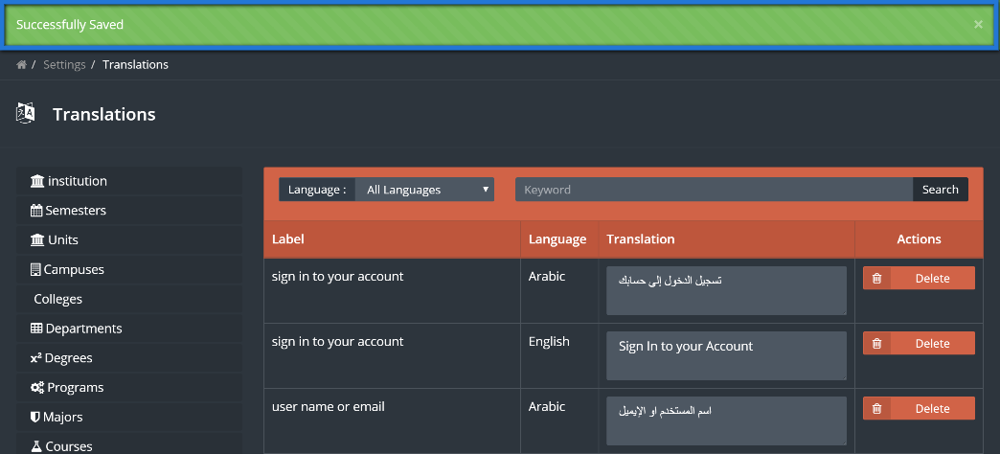 Successfully Saved ×
/ Settings / Translations
Translations
institution
Semesters
Units
Campuses
Colleges
Departments
x² Degrees
Programs
Majors
Courses
Language : All Languages Keyword Search
Label Language Translation Actions
sign in to your account Arabic تسجيل الدخول إلى حسابك Delete
sign in to your account English Sign In to your Account Delete
user name or email Arabic اسم المستخدم او الإيميل Delete